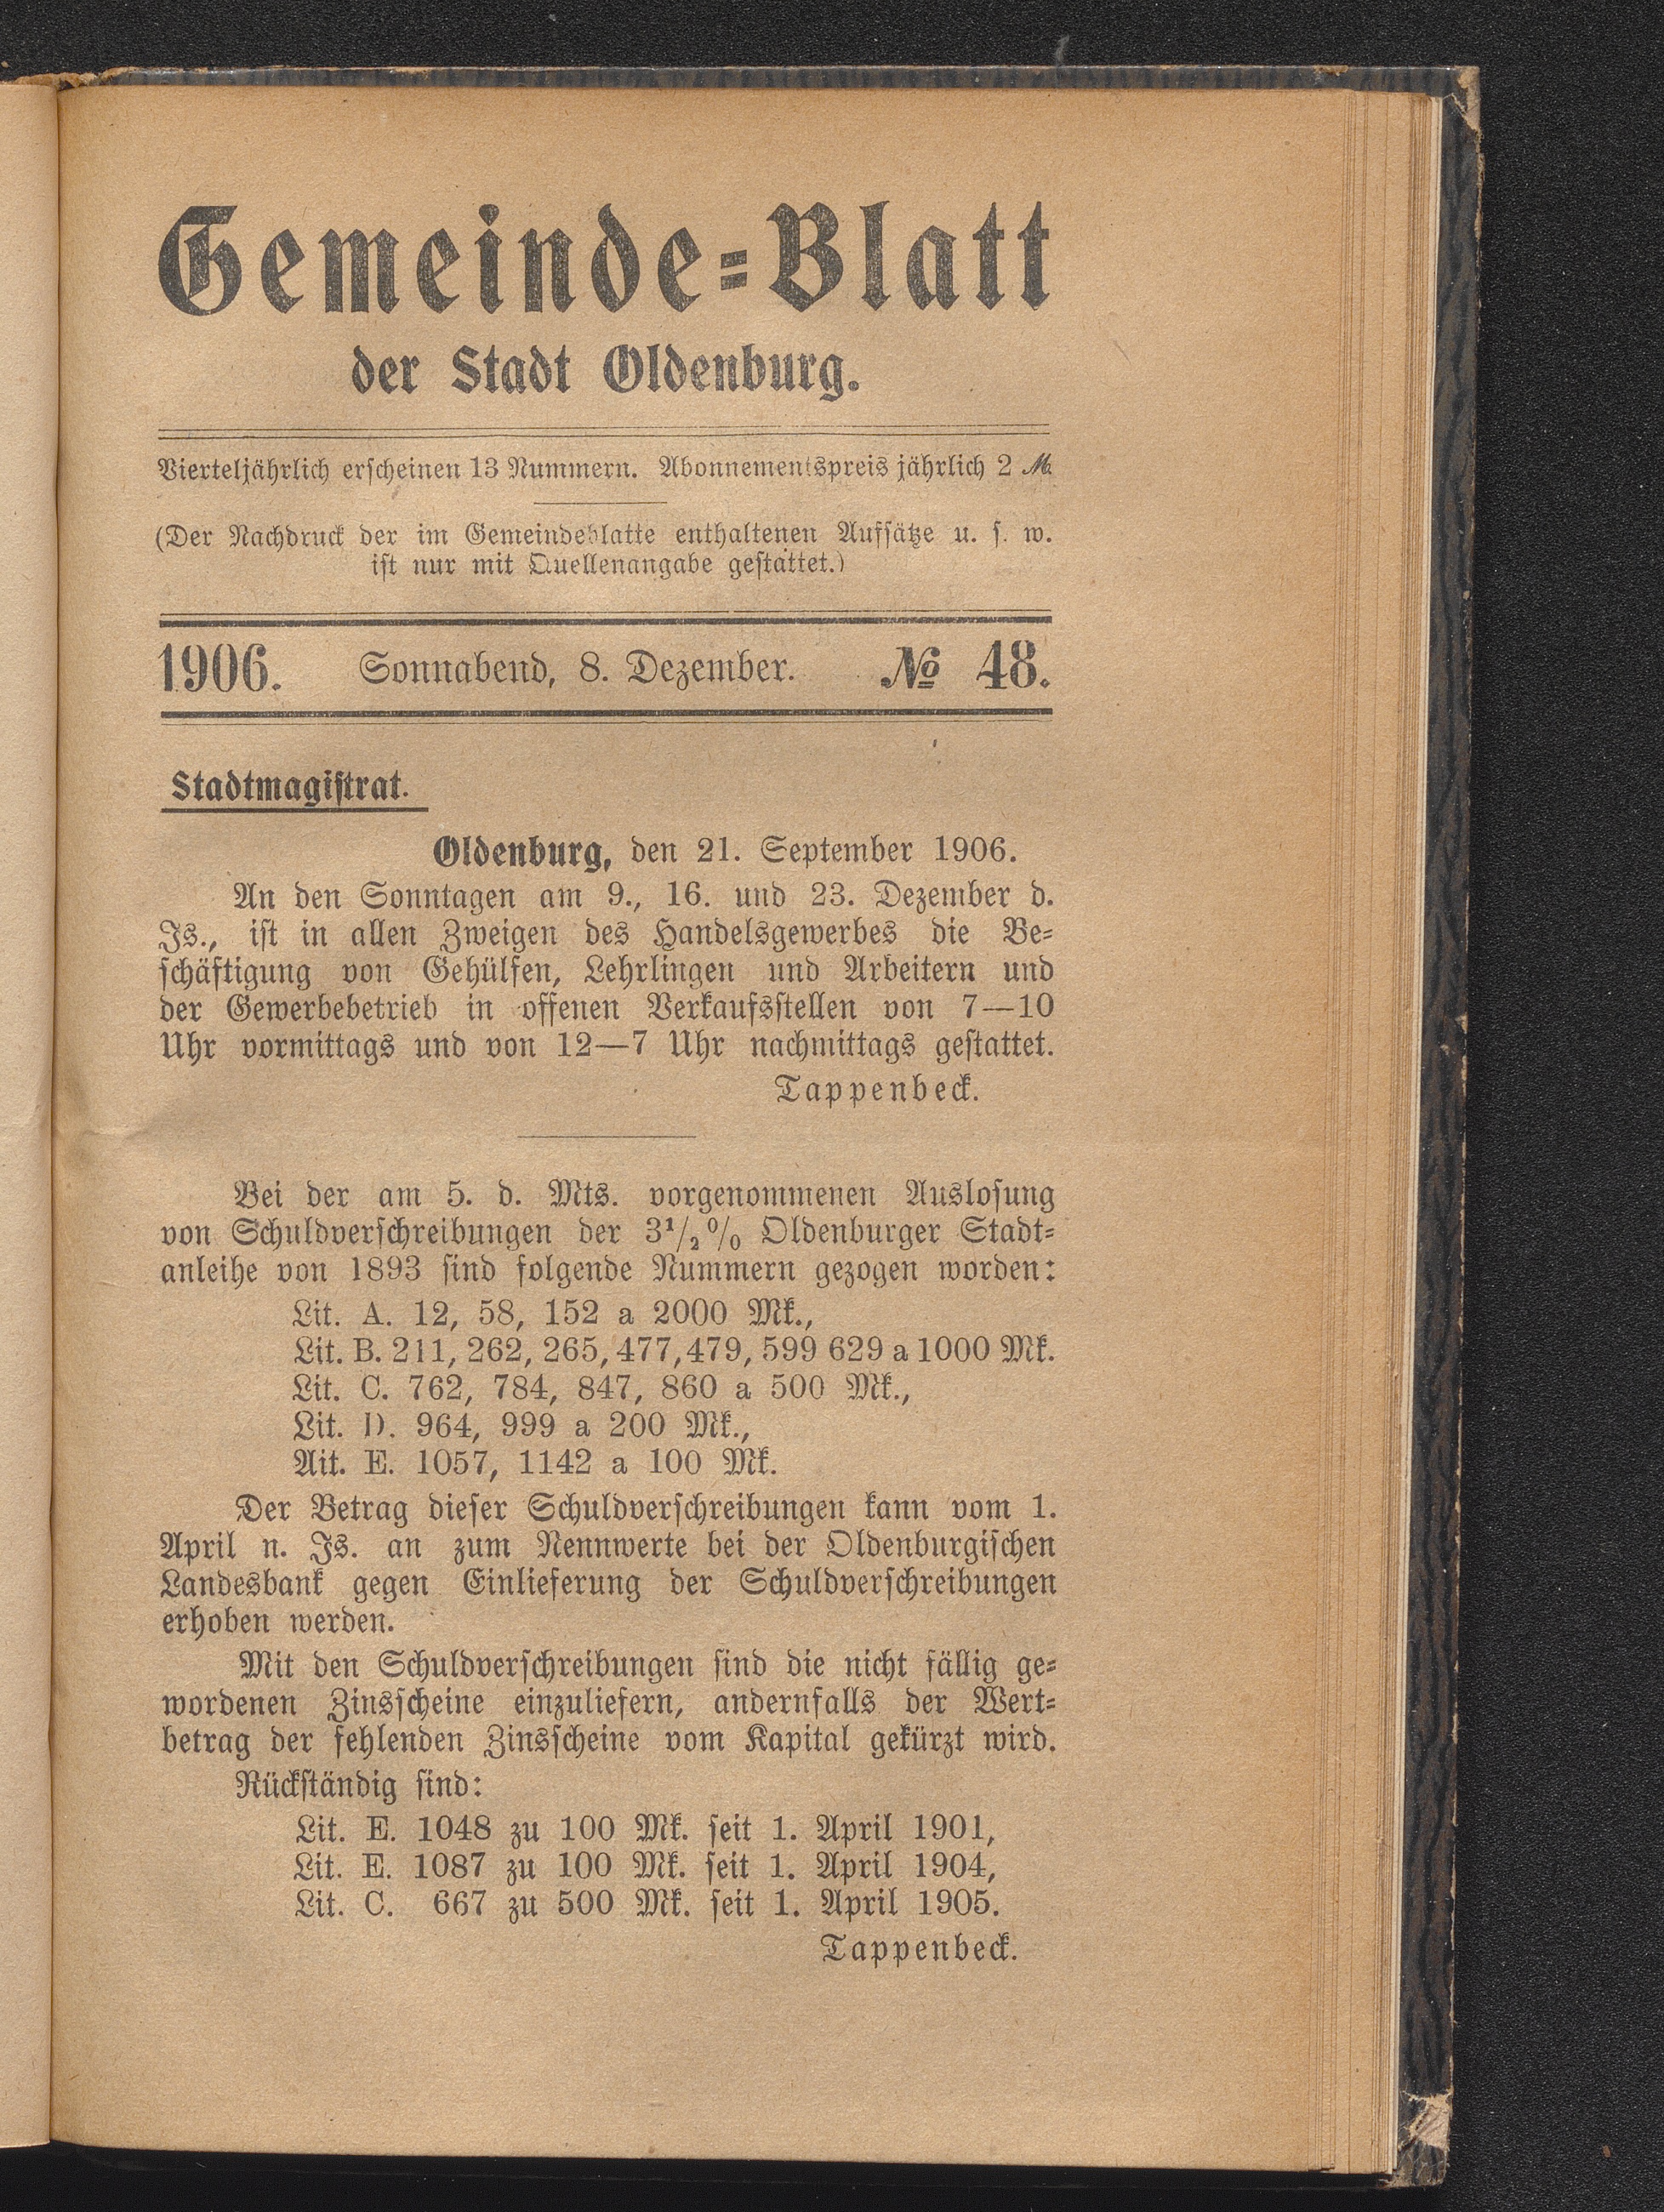 Gemeinde-Blatt
der Stadt Oldenburg.
Vierteljährlich erscheinen 13 Nummern. Abonnementspreis jährlich 2 ℳ
(Der Nachdruck der im Gemeindeblatte enthaltenen Aufsätze u. s. w.
ist nur mit Quellenangabe gestattet.)
1906. Sonnabend, 8. Dezember. № 48.
Stadtmagistrat.
Oldenburg, den 21. September 1906.
An den Sonntagen am 9., 16. und 23. Dezember d.
Js., ist in allen Zweigen des Handelsgewerbes die Be-
schäftigung von Gehülfen, Lehrlingen und Arbeitern und
der Gewerbebetrieb in offenen Verkaufsstellen von 7—10
Uhr vormittags und von 12—7 Uhr nachmittags gestattet.
Tappenbeck.
Bei der am 5. d. Mts. vorgenommenen Auslosung
von Schuldverschreibungen der 3½% Oldenburger Stadt-
anleihe von 1893 sind folgende Nummern gezogen worden:
Lit. A. 12, 58, 152 a 2000 Mk.,
Lit. B. 211, 262, 265, 477, 479, 599 629 a 1000 Mk.
Lit. C. 762, 784, 847, 860 a 500 Mk.,
Lit. D. 964, 999 a 200 Mk.,
Ait. E. 1057, 1142 a 100 Mk.
Der Betrag dieser Schuldverschreibungen kann vom 1.
April n. Js. an zum Nennwerte bei der Oldenburgischen
Landesbank gegen Einlieferung der Schuldverschreibungen
erhoben werden.
Mit den Schuldverschreibungen sind die nicht fällig ge-
wordenen Zinsscheine einzuliefern, andernfalls der Wert-
betrag der fehlenden Zinsscheine vom Kapital gekürzt wird.
Rückständig sind:
Lit. E. 1048 zu 100 Mk. seit 1. April 1901,
Lit. E. 1087 zu 100 Mk. seit 1. April 1904,
Lit. C. 667 zu 500 Mk. seit 1. April 1905.
Tappenbeck.